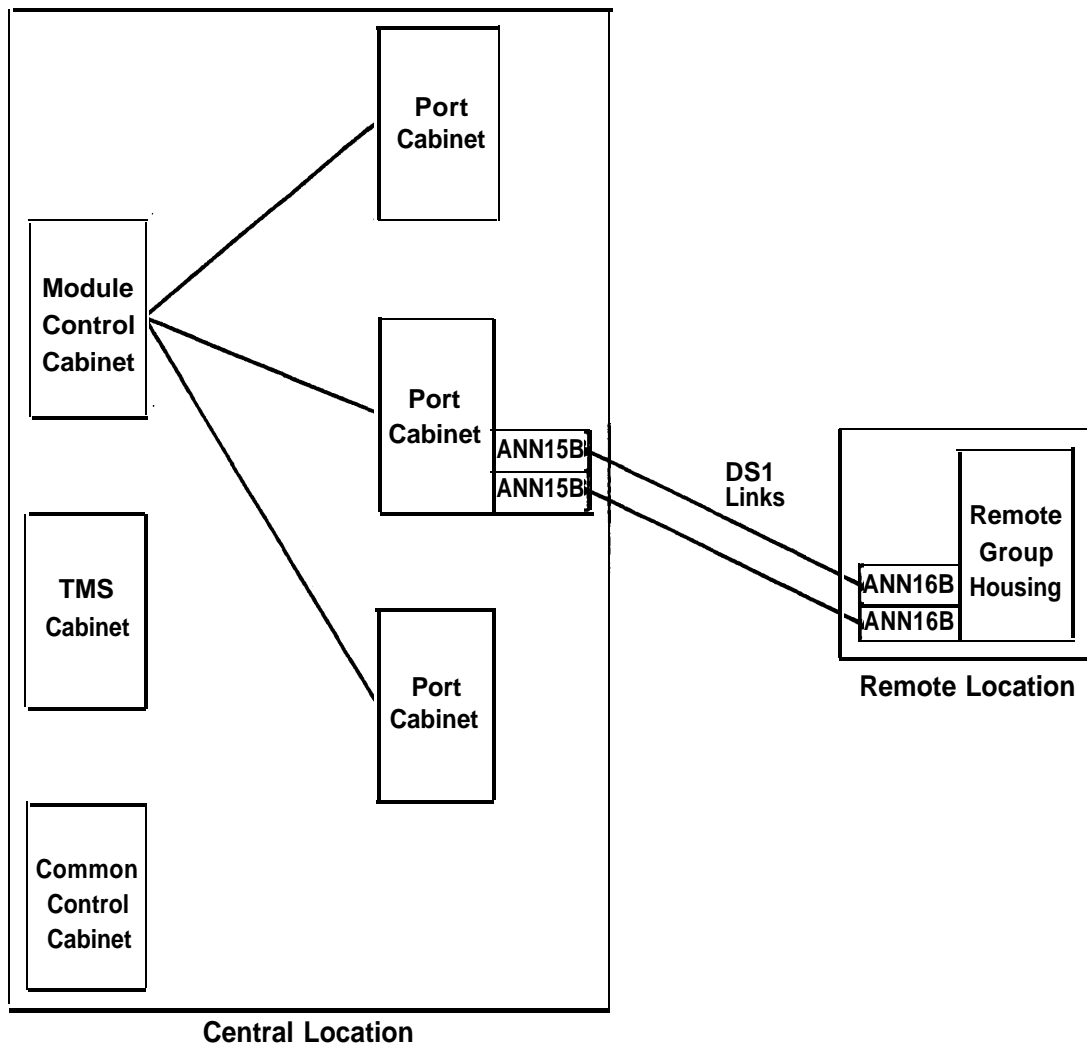 Port
Cabinet
Module
Control
Cabinet
Port
Cabinet
ANN15B
ANN15B
DS1
Links
Remote
Group
Housing
ANN16B
ANN16B
Remote Location
TMS
Cabinet
Port
Cabinet
Common
Control
Cabinet
Central Location